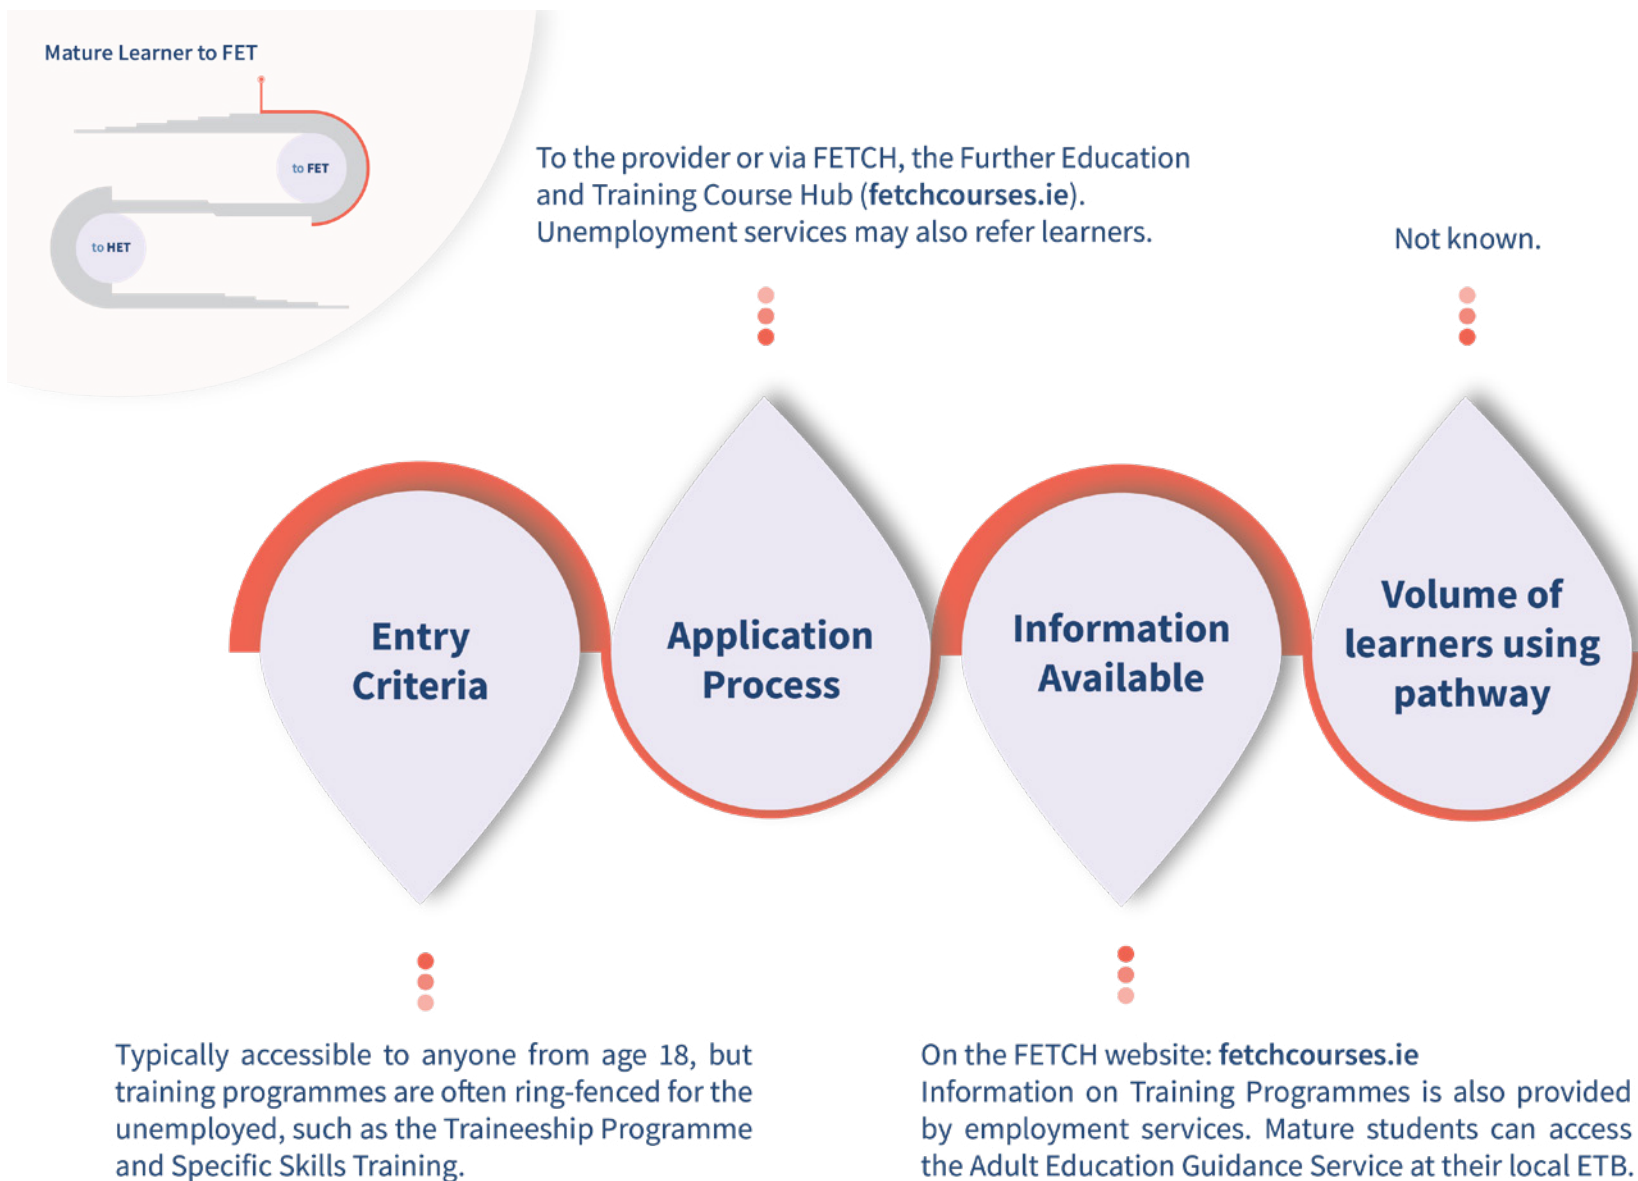 Mature Learner to FET
to FET
to HET
To the provider or via FETCH, the Further Education
and Training Course Hub (fetchcourses.ie).
Unemployment services may also refer learners.
Not known.
Entry
Criteria
Application
Process
Information
Available
Volume of
learners using
pathway
Typically accessible to anyone from age 18, but
training programmes are often ring-fenced for the
unemployed, such as the Traineeship Programme
and Specific Skills Training.
On the FETCH website: fetchcourses.ie
Information on Training Programmes is also provided
by employment services. Mature students can access
the Adult Education Guidance Service at their local ETB.